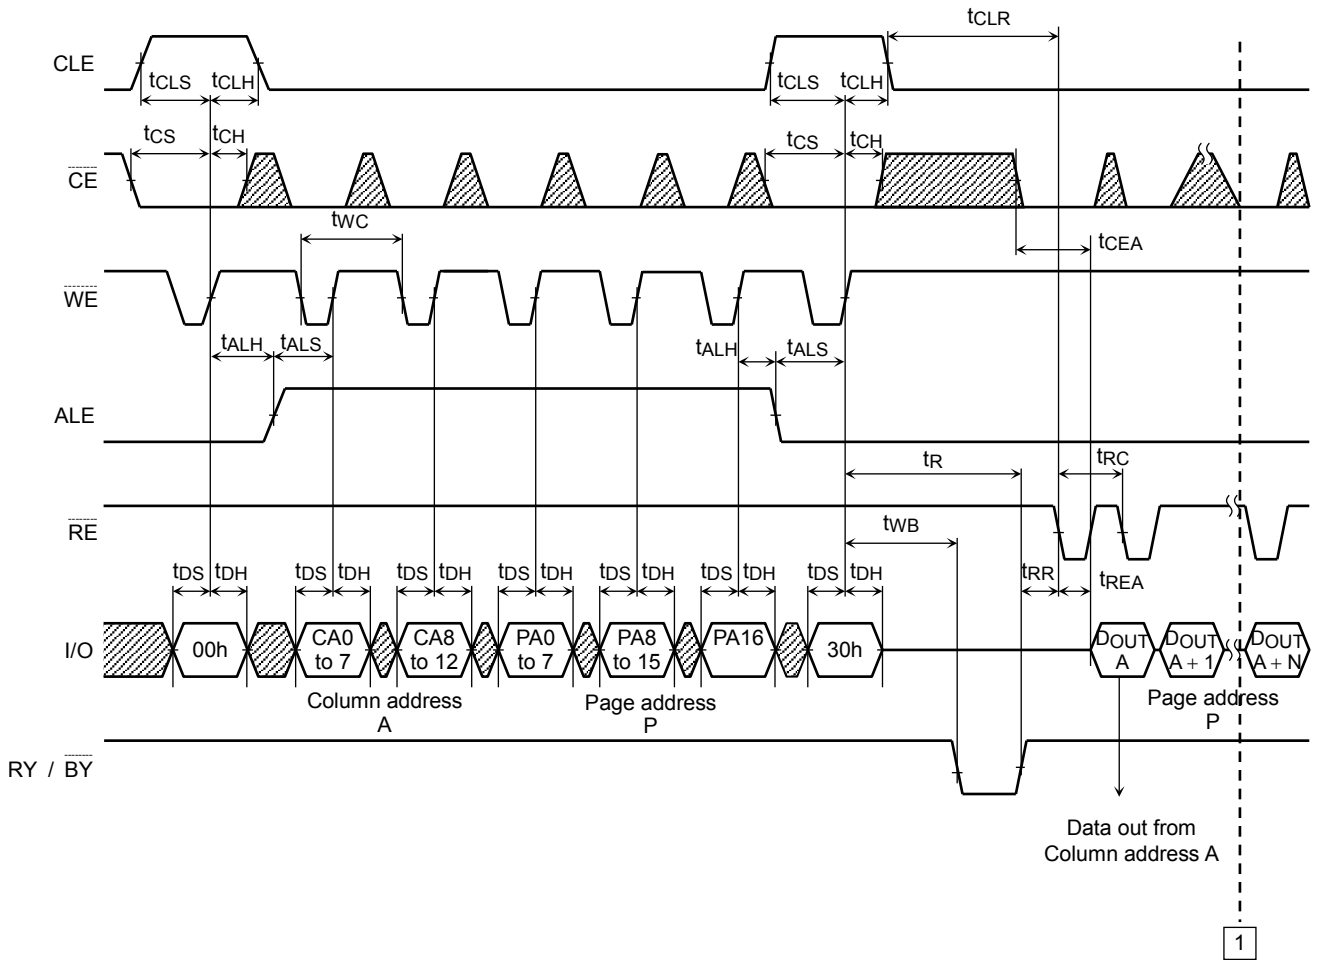 tCLR
CLE
tCLS tCLH tCLS tCLH
tCS tCH tCS tCH
CE
tWC
tCEA
WE
tALH tALS tALH tALS
ALE
tR tRC
RE
tWB
tDS tDH tDS tDH tDS tDH tDS tDH tDS tDH tDS tDH tDS tDH tRR tREA
I/O 00h CA0 to 7 CA8 to 12 PA0 to 7 PA8 to 15 PA16 30h DOUT A DOUT A + 1 DOUT A + N
Column address A
Page address P
Page address P
RY / BY
Data out from
Column address A
1